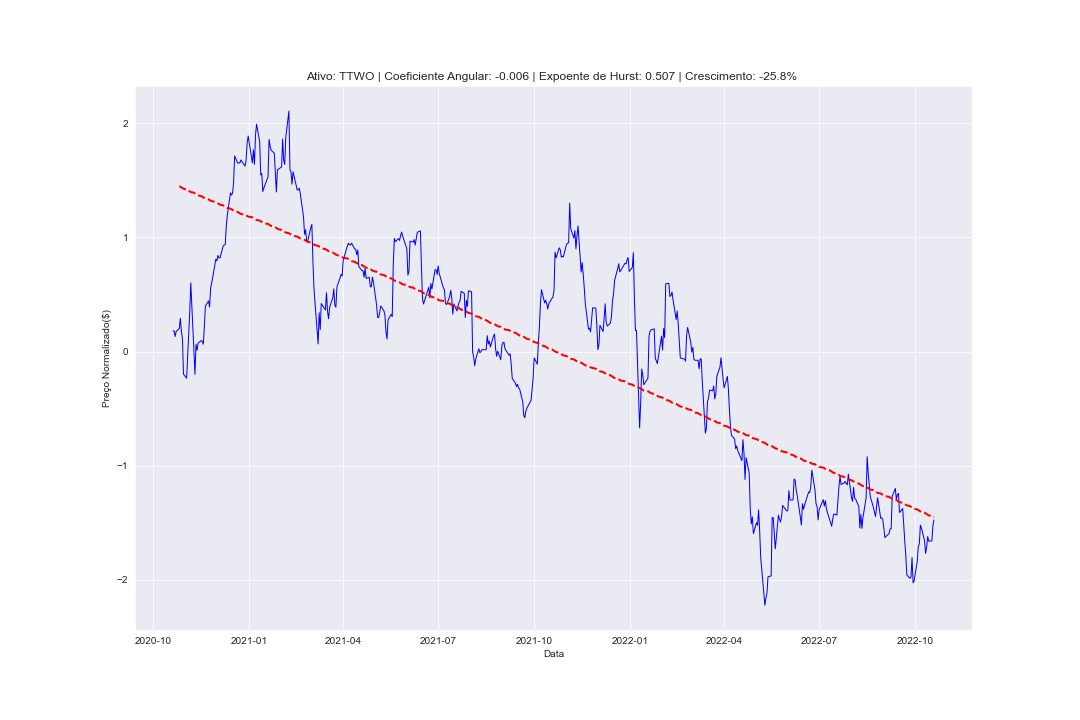 Ativo: TTWO | Coeficiente Angular: -0.006 | Expoente de Hurst: 0.507 | Crescimento: -25.8%
Preço Normalizado($)
2
1
0
−1
−2
2020-10 2021-01 2021-04 2021-07 2021-10 2022-01 2022-04 2022-07 2022-10
Data